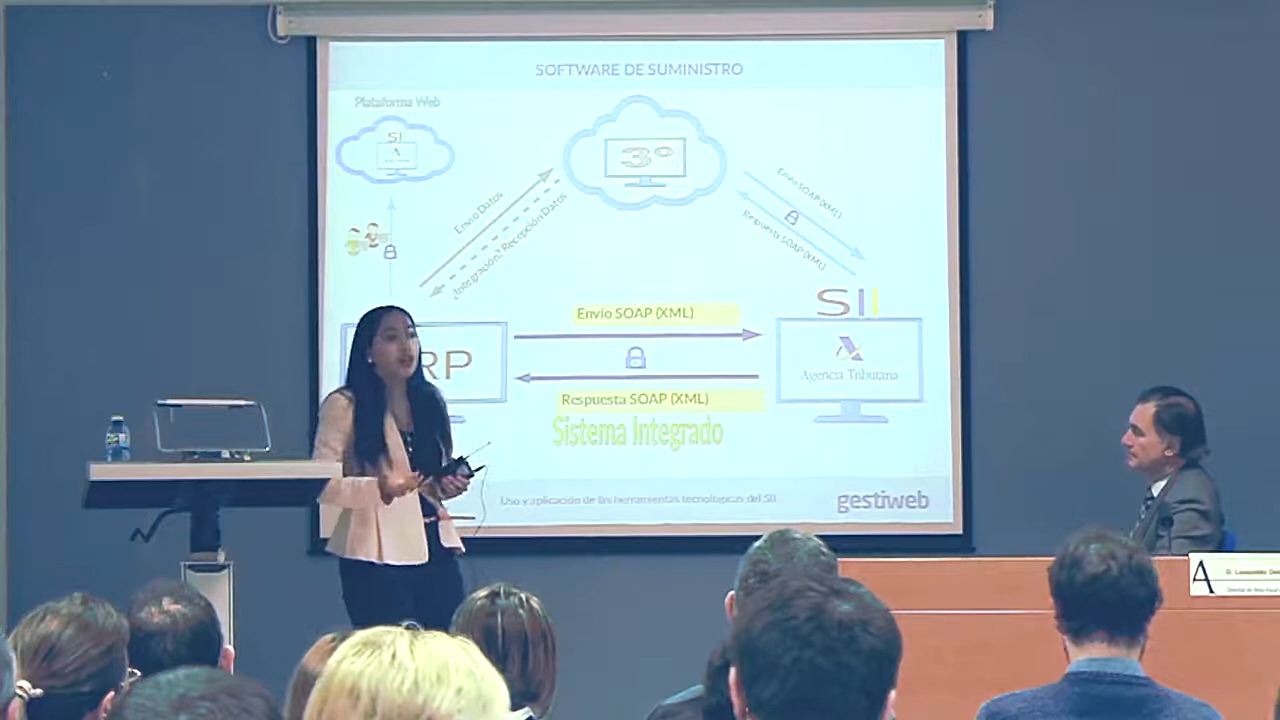 SOFTWARE DE SUMINISTRO
Plataforma Web
SII
3º
Envío Datos
¿Integración? Recepción Datos
Envío SOAP (XML)
Respuesta SOAP (XML)
SII
Envío SOAP (XML)
RP
Agencia Tributaria
Respuesta SOAP (XML)
Sistema Integrado
Uso y aplicación de las herramientas tecnológicas del SII
gestiweb
A